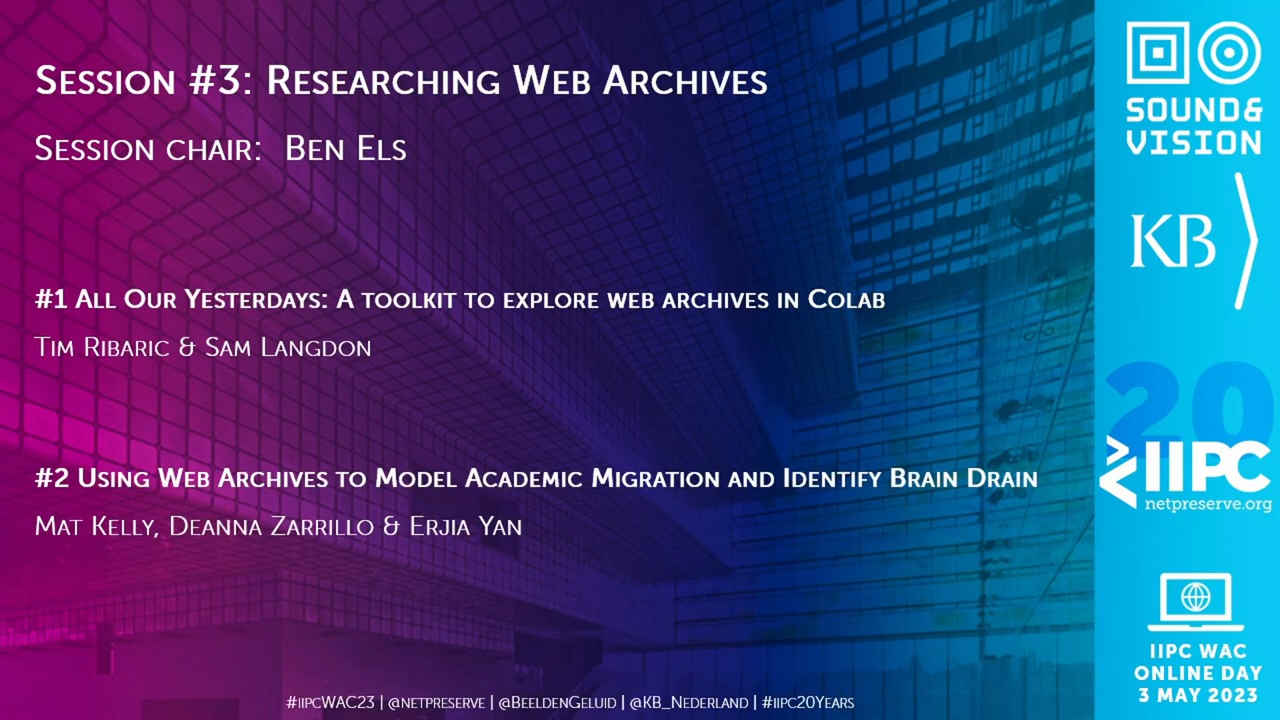 Session #3: Researching Web Archives
Session chair: Ben Els
#1 All Our Yesterdays: A toolkit to explore web archives in Colab
Tim Ribaric & Sam Langdon
#2 Using Web Archives to Model Academic Migration and Identify Brain Drain
Mat Kelly, Deanna Zarrillo & Erjia Yan
#iipcWAC23 | @netpreserve | @BeeldenGeluid | @KB_Nederland | #iipc20Years
SOUND&
VISION
KB
20
IIPC
netpreserve.org
IIPC WAC
ONLINE DAY
3 MAY 2023